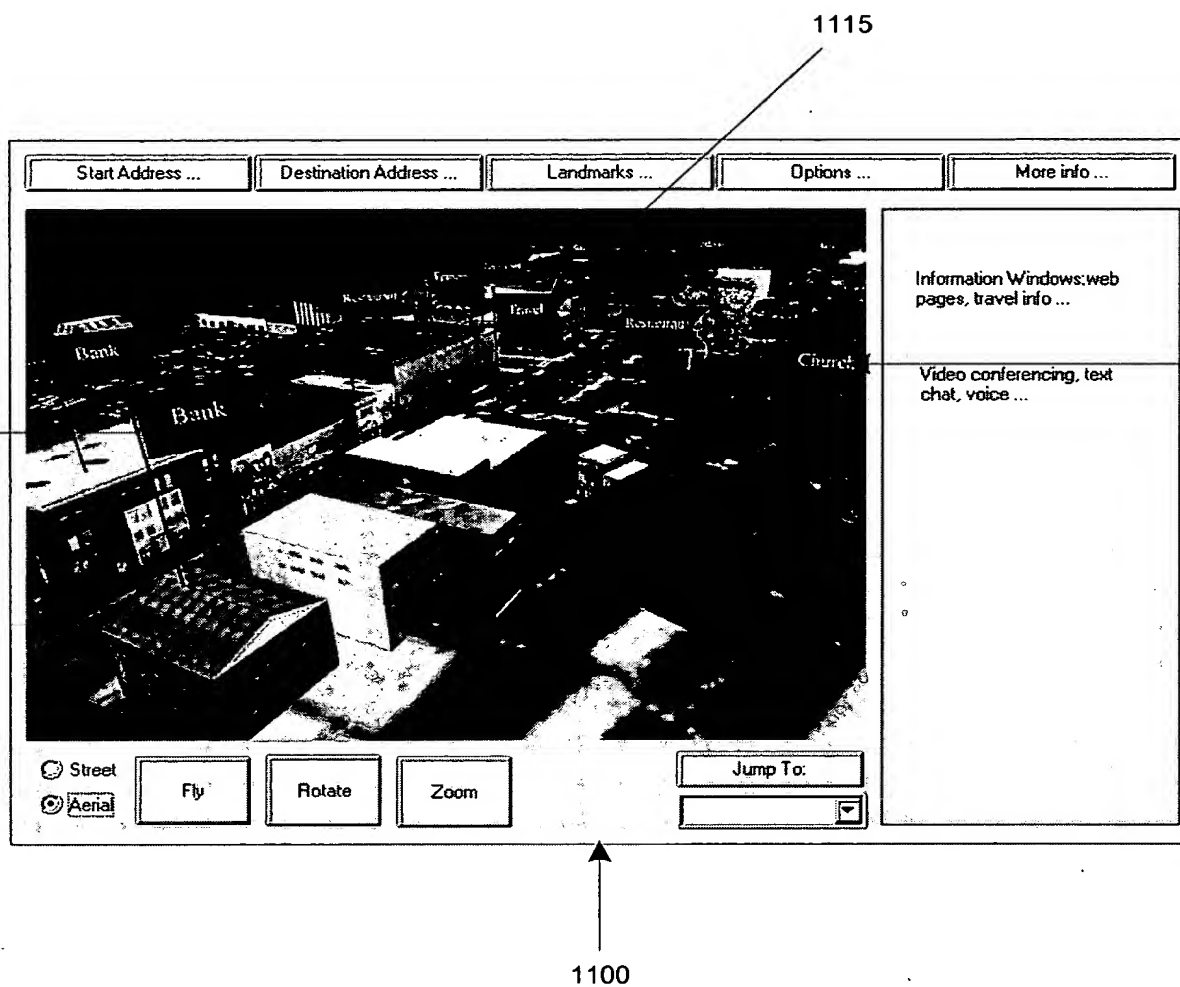 1115
Start Address ...
Destination Address ...
Landmarks ...
Options ...
More info ...
Information Windows:web
pages, travel info ...
Restaurant
Travel
Restaurant
Bank
Church
Video conferencing, text
chat, voice ...
Bank
Street
Aerial
Fly
Rotate
Zoom
Jump To:
1100